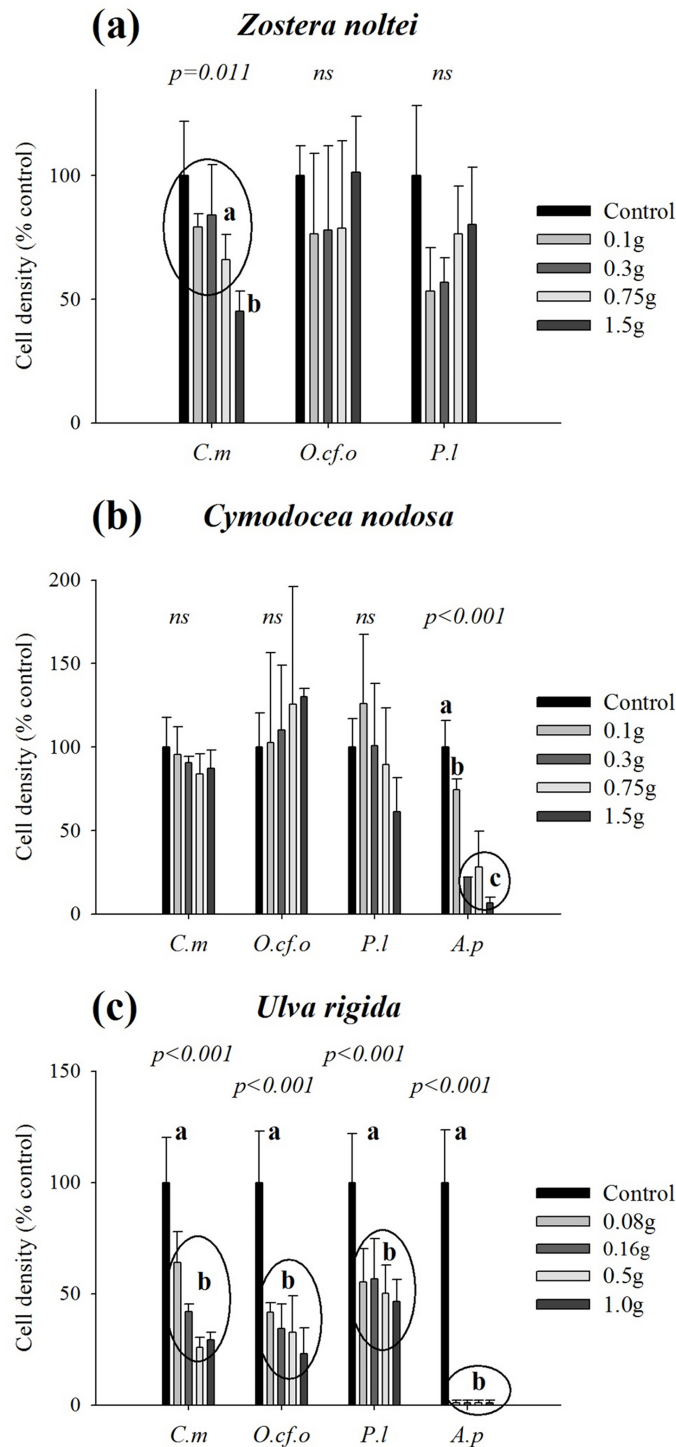 (a) Zostera noltei
p=0.011 ns ns
Cell density (% control)
100
50
0
a
b
C.m O.cf.o P.l
Control
0.1g
0.3g
0.75g
1.5g
(b) Cymodocea nodosa
Cell density (% control)
200
150
100
50
0
ns ns ns p<0.001
a
b
c
C.m O.cf.o P.l A.p
Control
0.1g
0.3g
0.75g
1.5g
(c) Ulva rigida
p<0.001 p<0.001 p<0.001 p<0.001
Cell density (% control)
150
100
50
0
a a a a
b b b b
C.m O.cf.o P.l A.p
Control
0.08g
0.16g
0.5g
1.0g